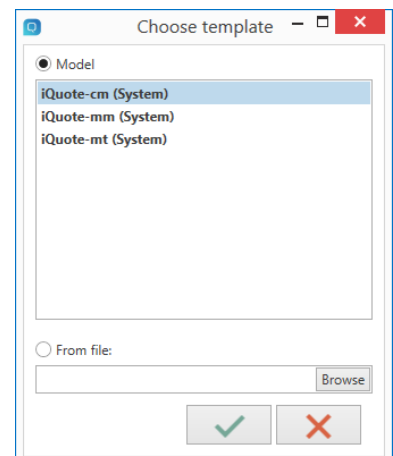 Choose template
Model
iQuote-cm (System)
iQuote-mm (System)
iQuote-mt (System)
From file:
Browse